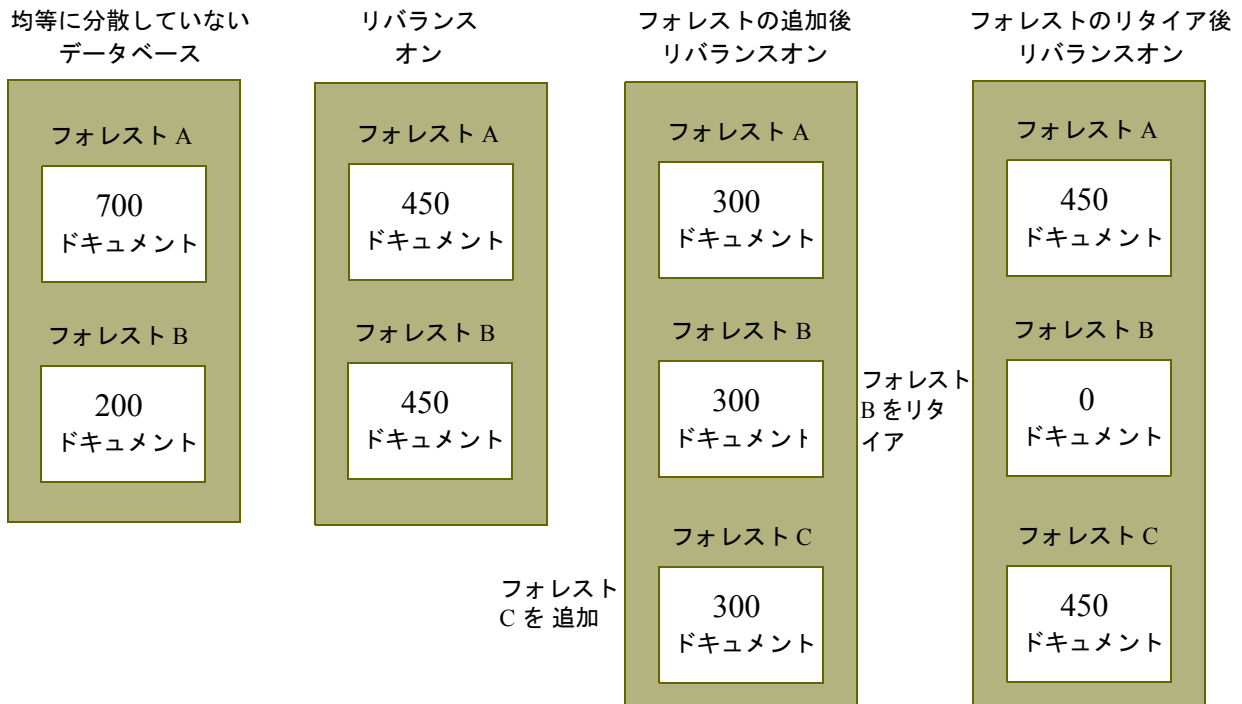 均等に分散していない
データベース
フォレスト A
700
ドキュメント
フォレスト B
200
ドキュメント
リバランス
オン
フォレスト A
450
ドキュメント
フォレスト B
450
ドキュメント
フォレスト
C を 追加
フォレストの追加後
リバランスオン
フォレスト A
300
ドキュメント
フォレスト B
300
ドキュメント
フォレスト C
300
ドキュメント
フォレスト
B をリタ
イア
フォレストのリタイア後
リバランスオン
フォレスト A
450
ドキュメント
フォレスト B
0
ドキュメント
フォレスト C
450
ドキュメント